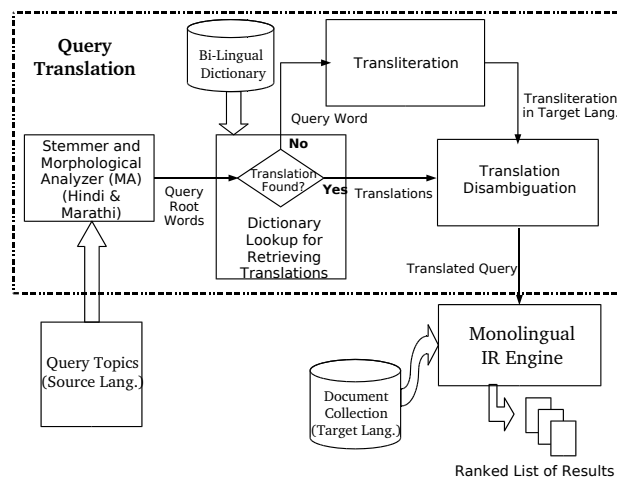 Query
Translation
Bi-Lingual
Dictionary
Transliteration
Query Word
Transliteration
in Target Lang.
Stemmer and
Morphological
Analyzer (MA)
(Hindi &
Marathi)
Query
Root
Words
No
Translation
Found?
Yes
Dictionary
Lookup for
Retrieving
Translations
Translations
Translation
Disambiguation
Translated Query
Query Topics
(Source Lang.)
Document
Collection
(Target Lang.)
Monolingual
IR Engine
Ranked List of Results